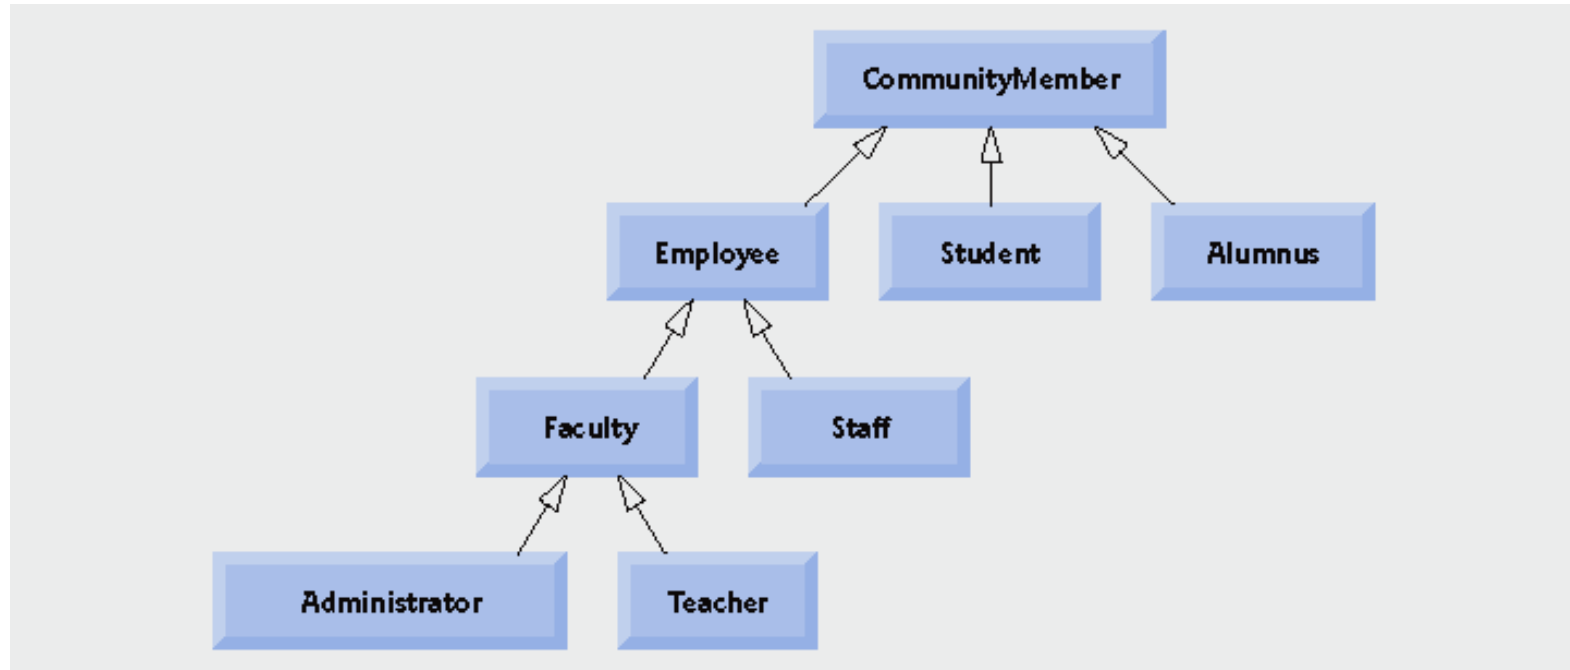 CommunityMember
Employee
Student
Alumnus
Faculty
Staff
Administrator
Teacher